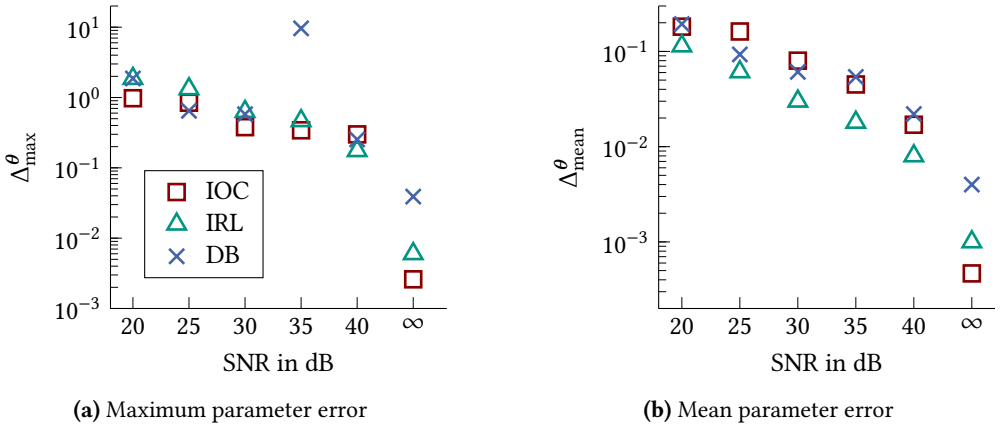 10^1
10^0
10^−1
10^−2
10^−3
Δ^θ_max
IOC
IRL
DB
20 25 30 35 40 ∞
SNR in dB
(a) Maximum parameter error
10^−1
10^−2
10^−3
Δ^θ_mean
20 25 30 35 40 ∞
SNR in dB
(b) Mean parameter error